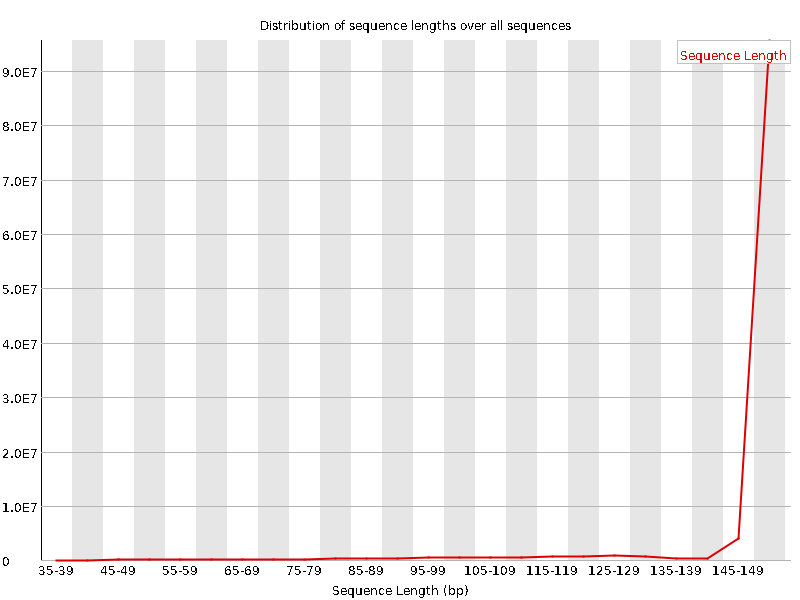 Distribution of sequence lengths over all sequences
Sequence Length
9.0E7
8.0E7
7.0E7
6.0E7
5.0E7
4.0E7
3.0E7
2.0E7
1.0E7
0
35-39 45-49 55-59 65-69 75-79 85-89 95-99 105-109 115-119 125-129 135-139 145-149
Sequence Length (bp)